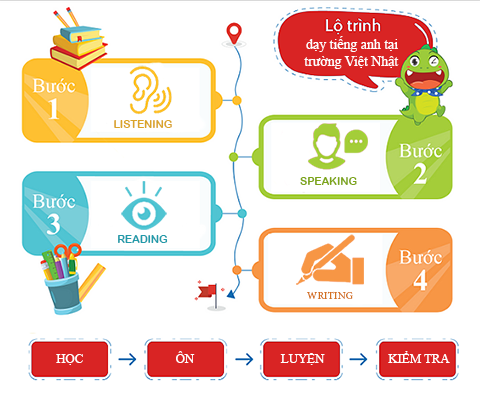 Lộ trình
dạy tiếng anh tại
trường Việt Nhật
Bước
1
LISTENING
Bước
2
SPEAKING
Bước
3
READING
Bước
4
WRITING
HỌC
ÔN
LUYỆN
KIỂM TRA